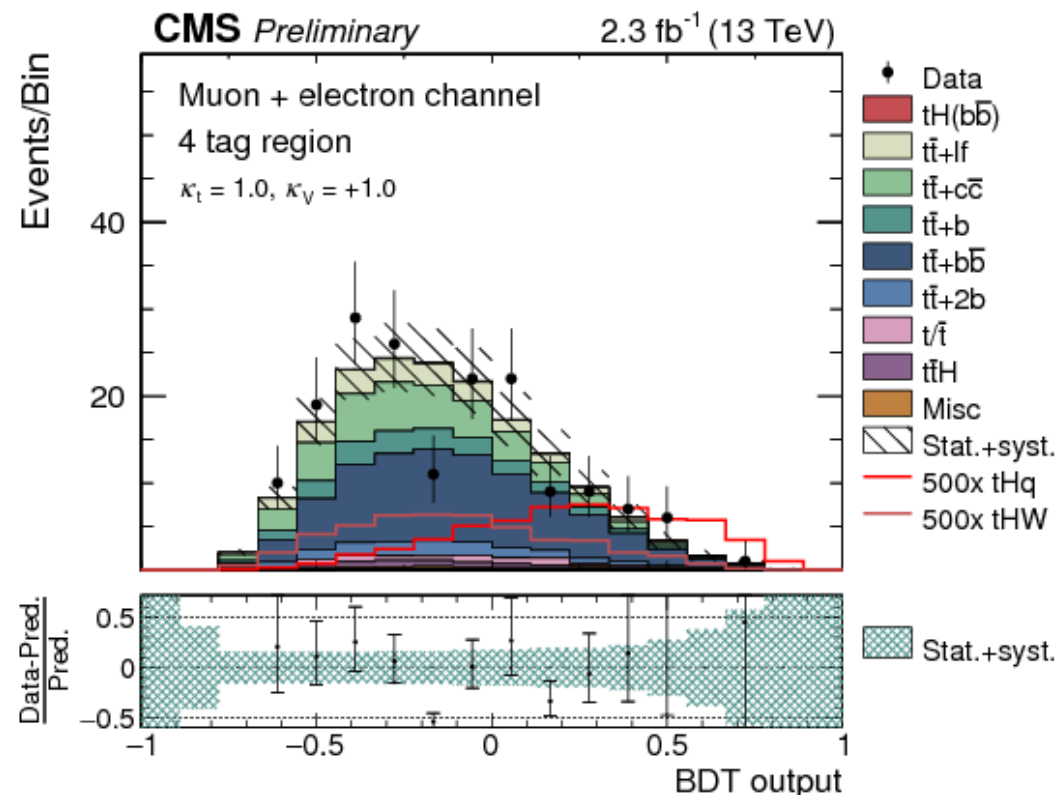 CMS Preliminary 2.3 fb⁻¹ (13 TeV)
Events/Bin
Muon + electron channel
4 tag region
κt = 1.0, κV = +1.0
40
20
Data
tH(bb̅)
tt̅+lf
tt̅+cc̅
tt̅+b
tt̅+bb̅
tt̅+2b
t/t̅
tt̅H
Misc
Stat.+syst.
500x tHq
500x tHW
Data-Pred.
Pred.
0.5
0
−0.5
Stat.+syst.
−1 −0.5 0 0.5 1
BDT output